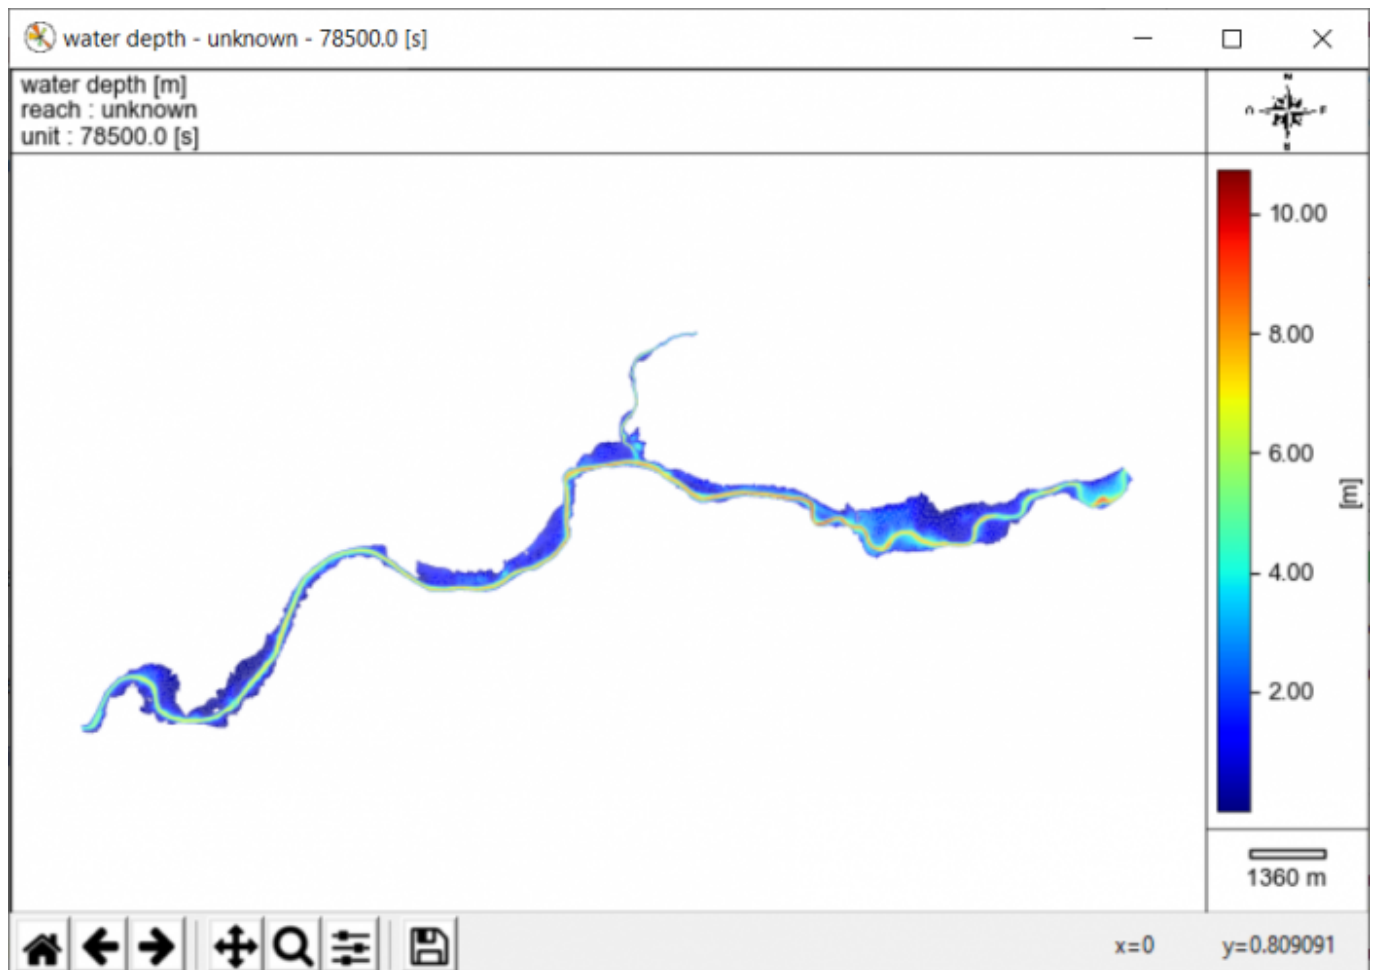 water depth - unknown - 78500.0 [s]
water depth [m]
reach : unknown
unit : 78500.0 [s]
N
O
E
10.00
8.00
6.00
4.00
2.00
[m]
1360 m
x=0 y=0.809091